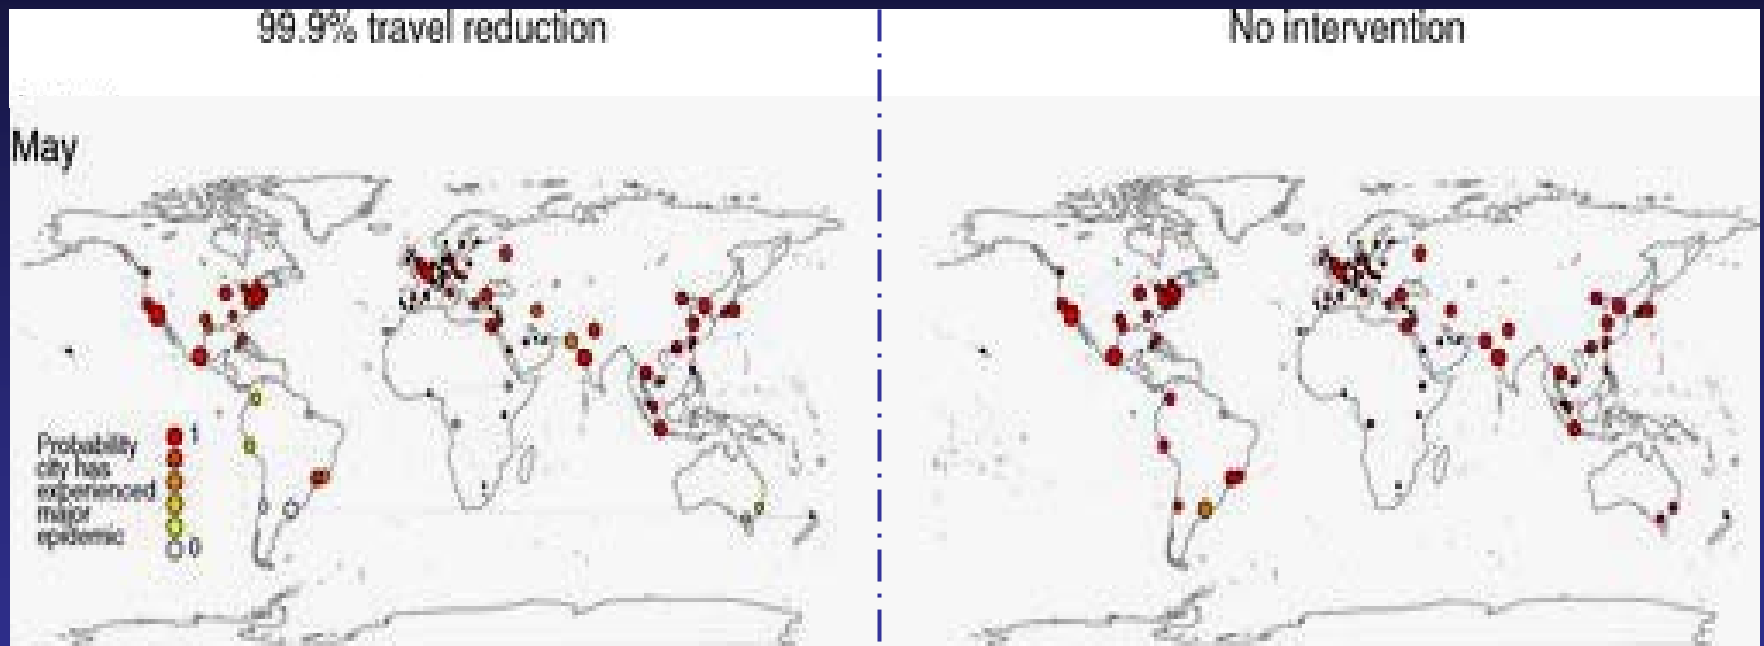 99.9% travel reduction
No intervention
May
Probability
city has
experienced
major
epidemic
1
0